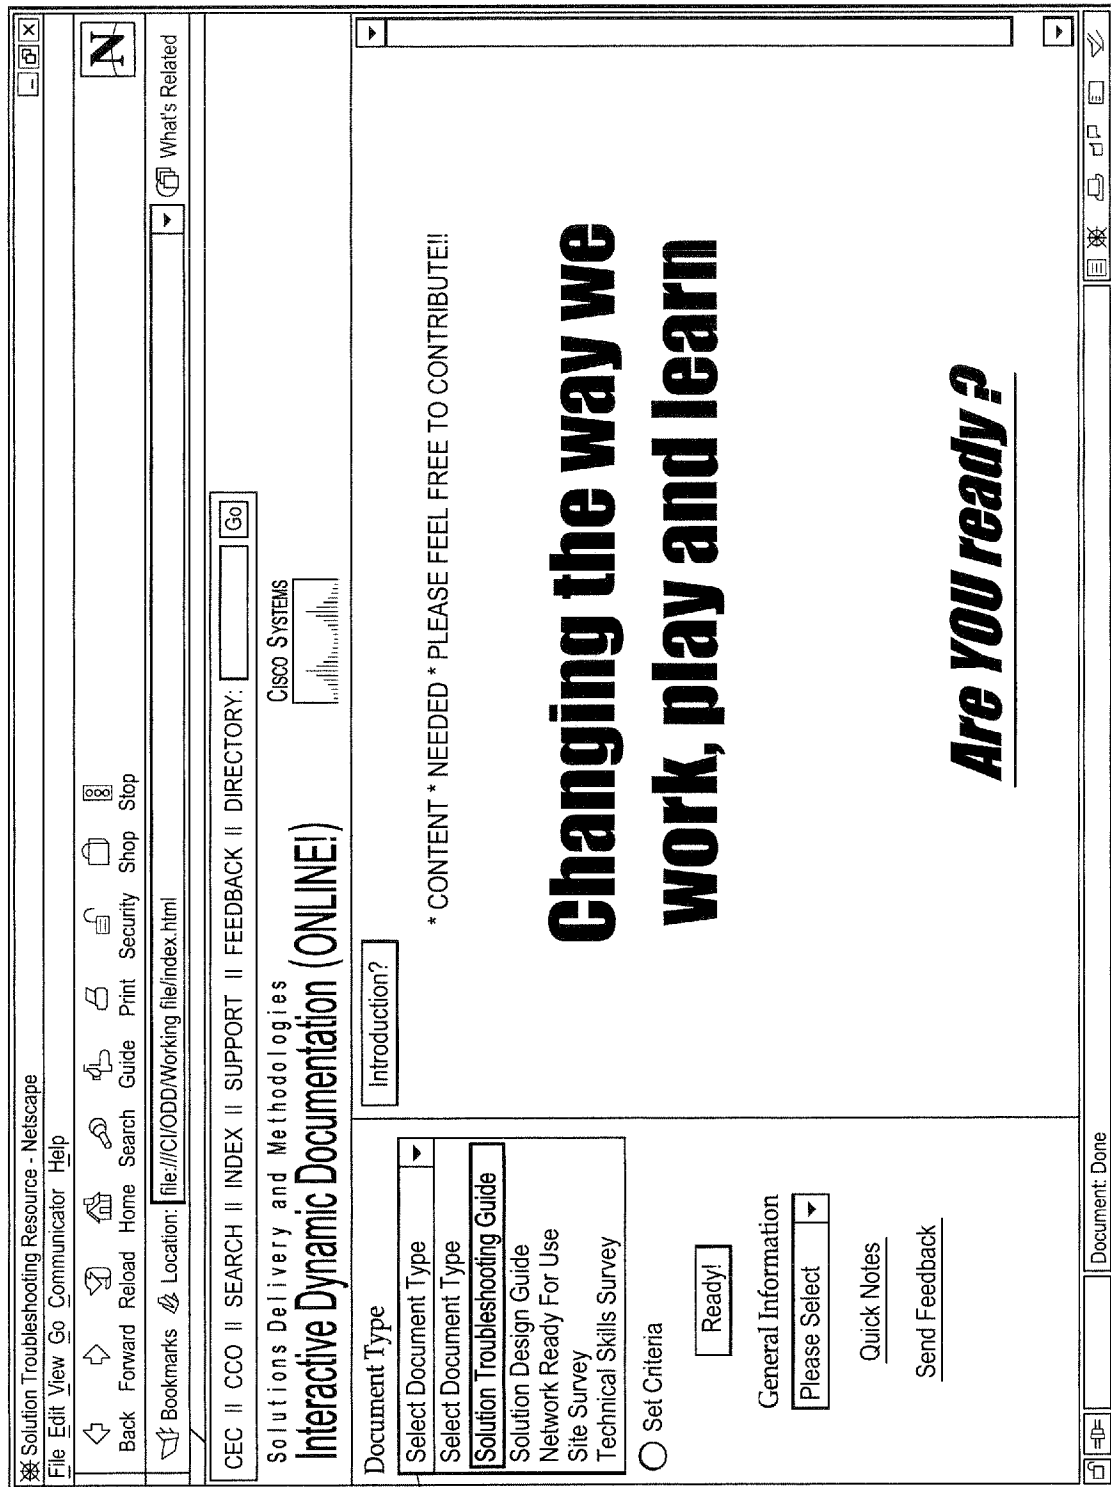 Solution Troubleshooting Resource - Netscape
File Edit View Go Communicator Help
Back Forward Reload Home Search Guide Print Security Shop Stop
N
Bookmarks Location: file:///CI/ODD/Working file/index.html What's Related
CEC II CCO II SEARCH II INDEX II SUPPORT II FEEDBACK II DIRECTORY: Go
Solutions Delivery and Methodologies
Interactive Dynamic Documentation (ONLINE!)
CISCO SYSTEMS
Document Type
Select Document Type
Select Document Type
Solution Troubleshooting Guide
Solution Design Guide
Network Ready For Use
Site Survey
Technical Skills Survey
Set Criteria
Ready!
General Information
Please Select
Quick Notes
Send Feedback
Introduction?
* CONTENT * NEEDED * PLEASE FEEL FREE TO CONTRIBUTE!!
Changing the way we
work, play and learn
Are YOU ready ?
Document: Done